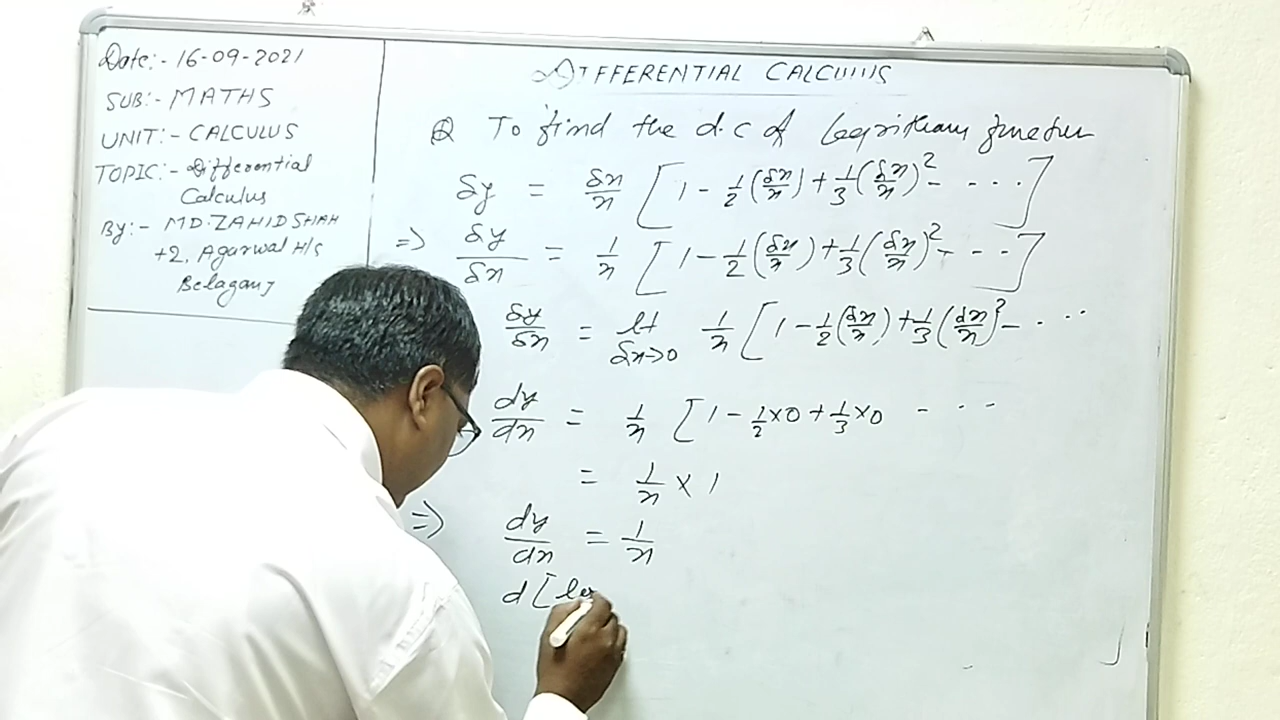 Date:- 16-09-2021
SUB:- MATHS
UNIT:- CALCULUS
TOPIC:- Differential
Calculus
By:- MD. ZAHID SHAH
+2, Agarwal H/s
DIFFERENTIAL CALCULUS
Q To find the d.c of
δy = δx/x [1 - 1/2 (δx/x) + 1/3 (δx/x)² - ....]
=> δy/δx = 1/x [1 - 1/2 (δx/x) + 1/3 (δx/x)² - ...]
δy/δx = lt δx→0 1/x [1 - 1/2 (δx/x) + 1/3 (δx/x)² - ....
dy/dx = 1/x [1 - 1/2 ×0 + 1/3 ×0 - ...
= 1/x × 1
=> dy/dx = 1/x
d [lo